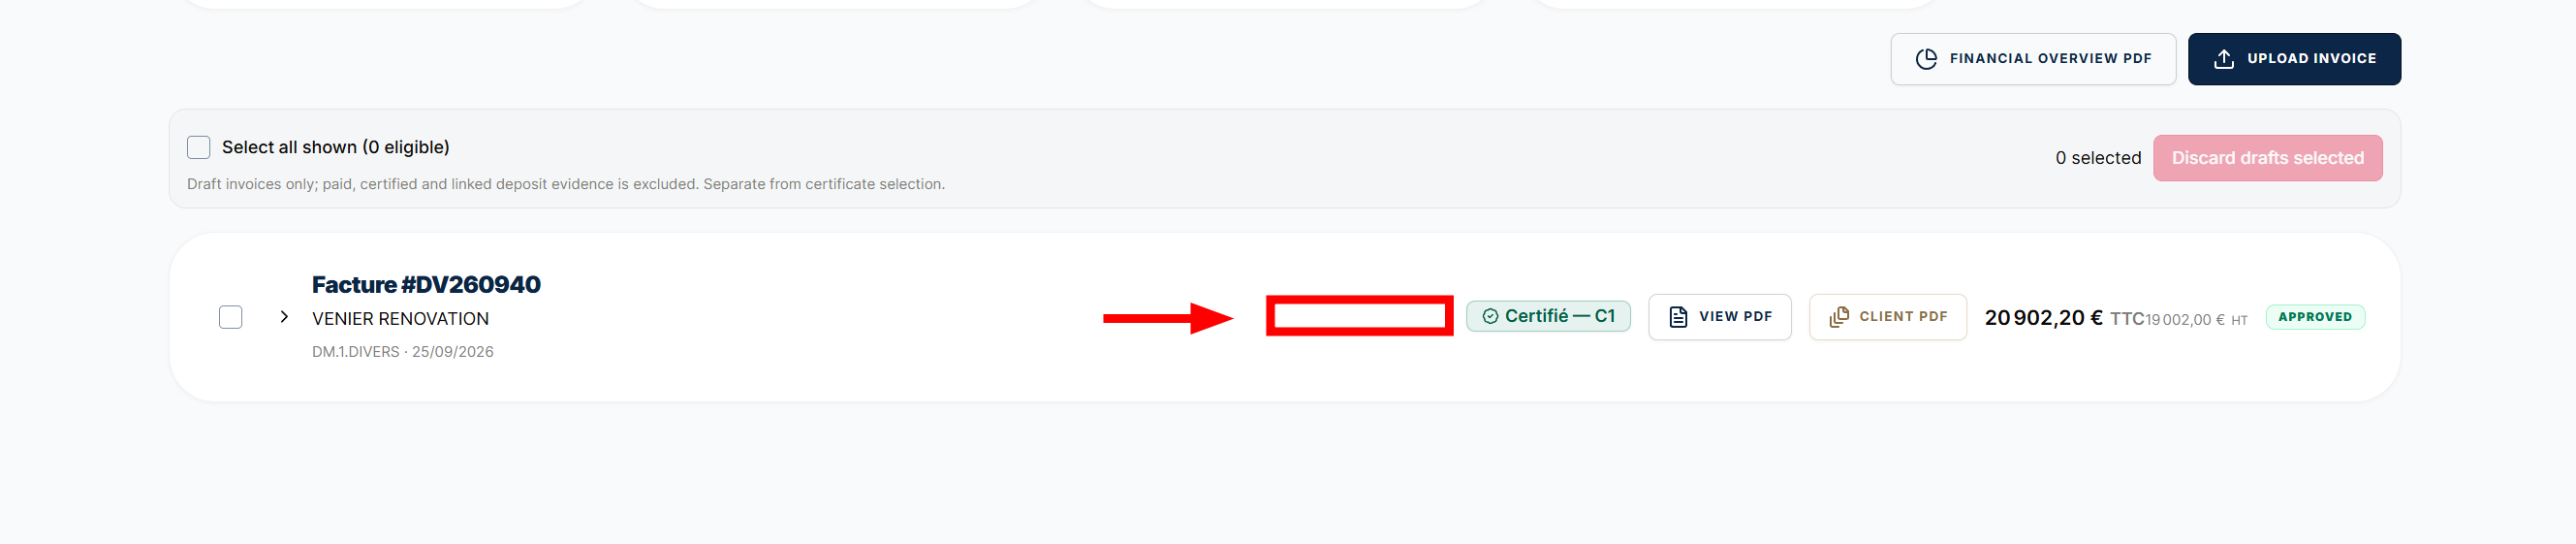 FINANCIAL OVERVIEW PDF
UPLOAD INVOICE
Select all shown (0 eligible)
0 selected
Discard drafts selected
Draft invoices only; paid, certified and linked deposit evidence is excluded. Separate from certificate selection.
Facture #DV260940
VENIER RENOVATION
DM.1.DIVERS · 25/09/2026
Certifié — C1
VIEW PDF
CLIENT PDF
20 902,20 € TTC 19 002,00 € HT
APPROVED